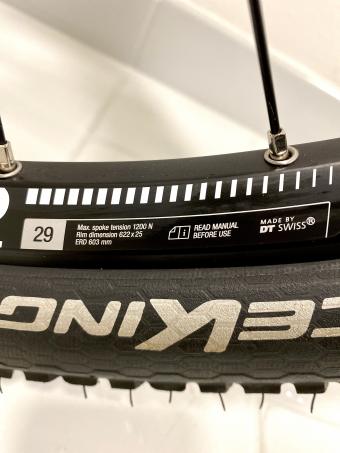 29
Max. spoke tension 1200 N
Rim dimension 622 x 25
ERD 603 mm
READ MANUAL
BEFORE USE
MADE BY
DT SWISS®
CEKING